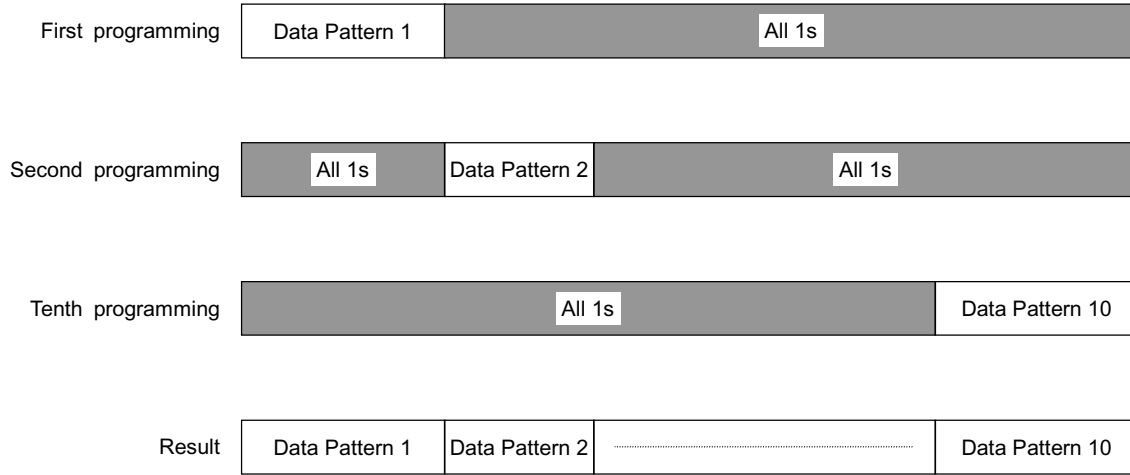 First programming Data Pattern 1 All 1s
Second programming All 1s Data Pattern 2 All 1s
Tenth programming All 1s Data Pattern 10
Result Data Pattern 1 Data Pattern 2 Data Pattern 10